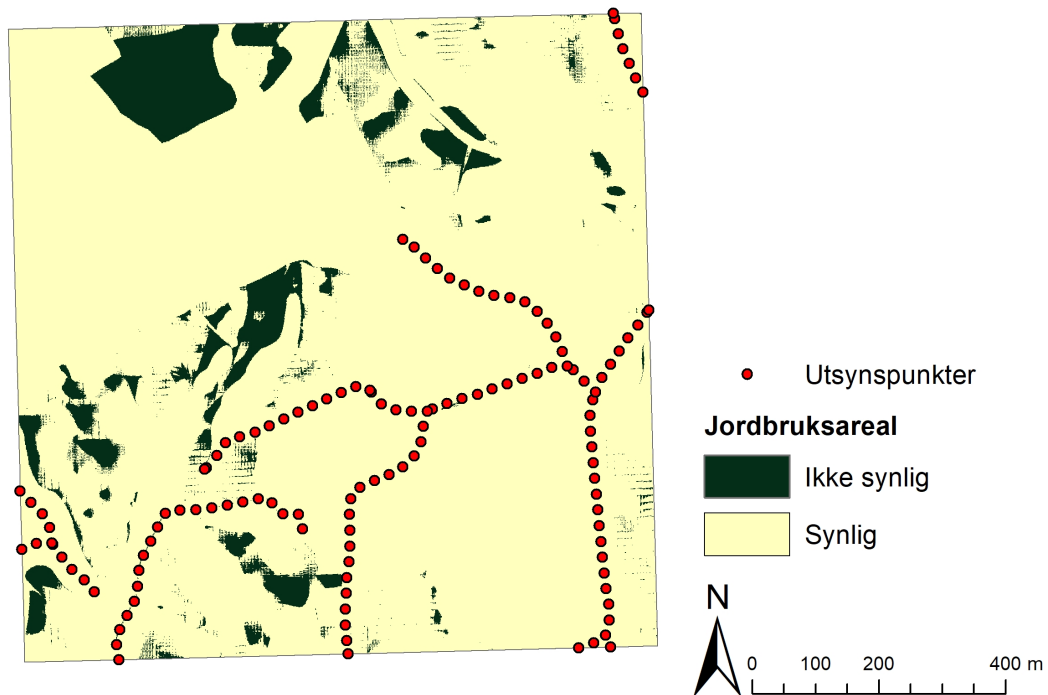 Utsynspunkter
Jordbruksareal
Ikke synlig
Synlig
N
0 100 200 400 m